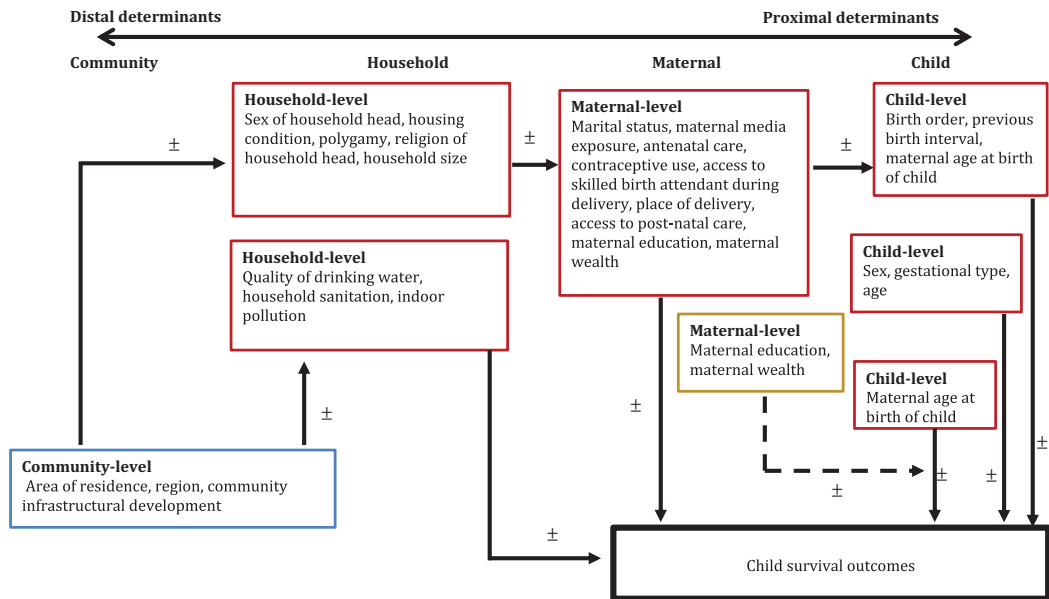 Distal determinants
Proximal determinants
Community
Household
Maternal
Child
Household-level
Sex of household head, housing
condition, polygamy, religion of
household head, household size
±
±
Maternal-level
Marital status, maternal media
exposure, antenatal care,
contraceptive use, access to
skilled birth attendant during
delivery, place of delivery,
access to post-natal care,
maternal education, maternal
wealth
±
Child-level
Birth order, previous
birth interval,
maternal age at birth
of child
Household-level
Quality of drinking water,
household sanitation, indoor
pollution
Child-level
Sex, gestational type,
age
Maternal-level
Maternal education,
maternal wealth
Child-level
Maternal age at
birth of child
±
±
±
Community-level
Area of residence, region, community
infrastructural development
±
±
±
±
Child survival outcomes